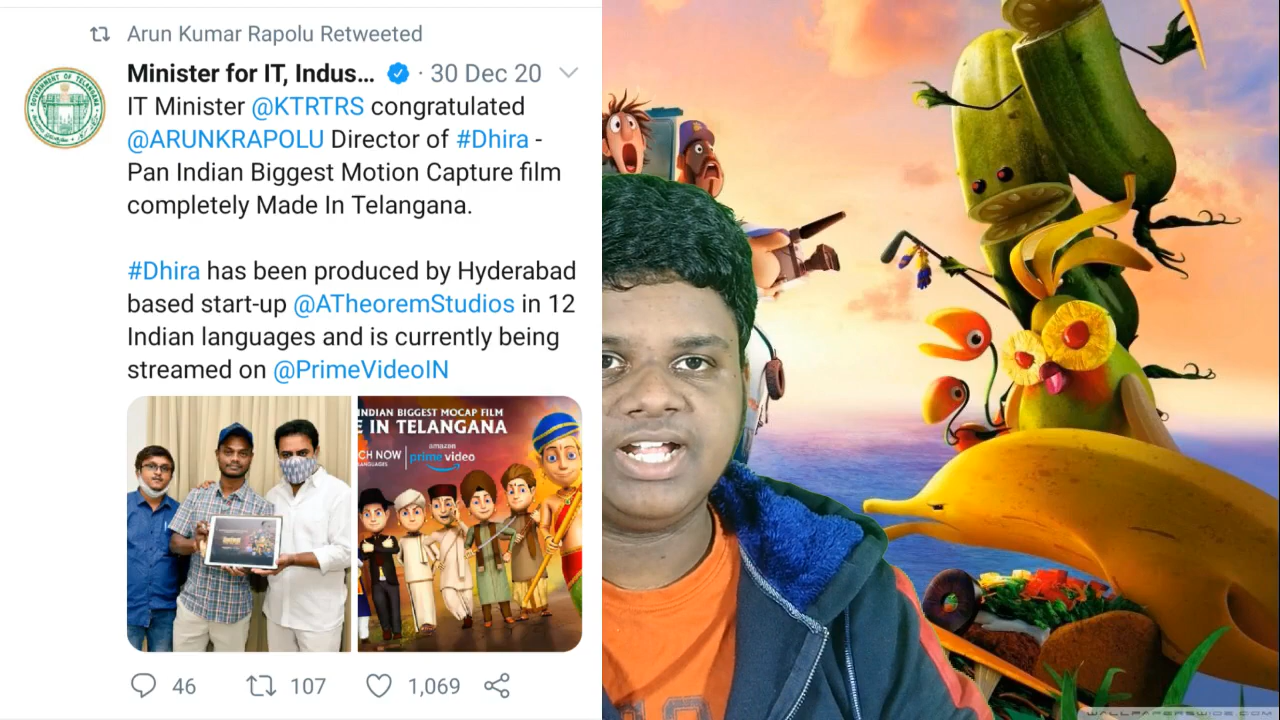 Arun Kumar Rapolu Retweeted
Minister for IT, Indus... · 30 Dec 20
IT Minister @KTRTRS congratulated
@ARUNKRAPOLU Director of #Dhira -
Pan Indian Biggest Motion Capture film
completely Made In Telangana.
#Dhira has been produced by Hyderabad
based start-up @ATheoremStudios in 12
Indian languages and is currently being
streamed on @PrimeVideoIN
INDIAN BIGGEST MOCAP FILM
E IN TELANGANA
CH NOW
LANGUAGES
amazon
prime video
46 107 1,069
WALLPAPERSWIDE.COM